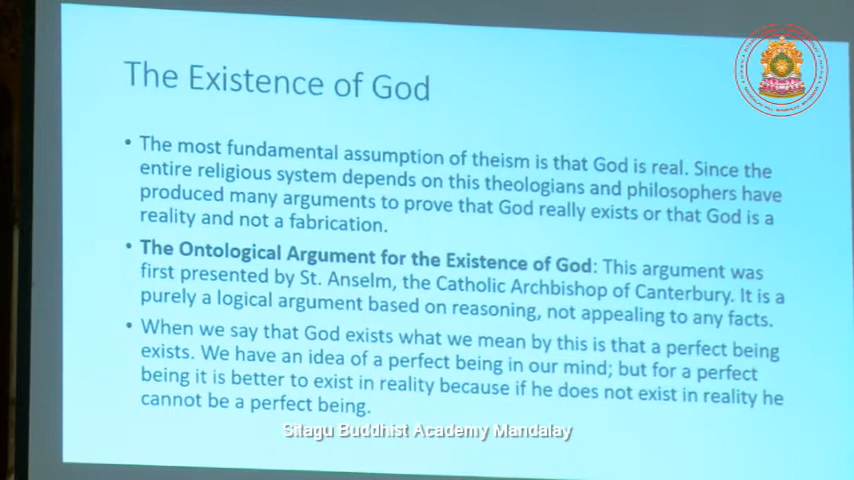 The Existence of God
• The most fundamental assumption of theism is that God is real. Since the
entire religious system depends on this theologians and philosophers have
produced many arguments to prove that God really exists or that God is a
reality and not a fabrication.
• The Ontological Argument for the Existence of God: This argument was
first presented by St. Anselm, the Catholic Archbishop of Canterbury. It is a
purely a logical argument based on reasoning, not appealing to any facts.
• When we say that God exists what we mean by this is that a perfect being
exists. We have an idea of a perfect being in our mind; but for a perfect
being it is better to exist in reality because if he does not exist in reality he
cannot be a perfect being.
Sitagu Buddhist Academy Mandalay